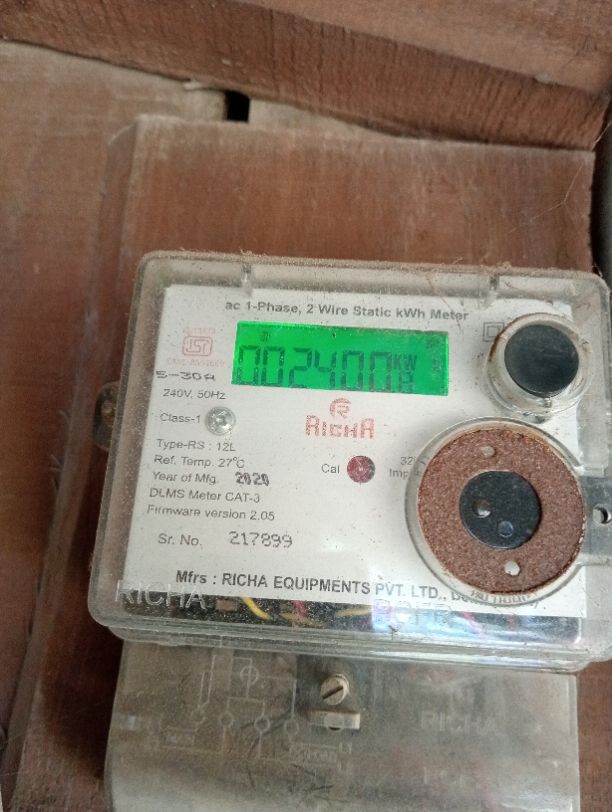 ac 1-Phase, 2 Wire Static kWh Meter
002400 KW
H
5-30A
240V, 50Hz
RICHA
Class-1
Type-RS : 12L
Ref. Temp. 27°C
Cal
Year of Mfg. 2020
DLMS Meter CAT-3
Firmware version 2.05
Sr. No. 217899
Mfrs : RICHA EQUIPMENTS PVT. LTD.,
RICHA
RICHA